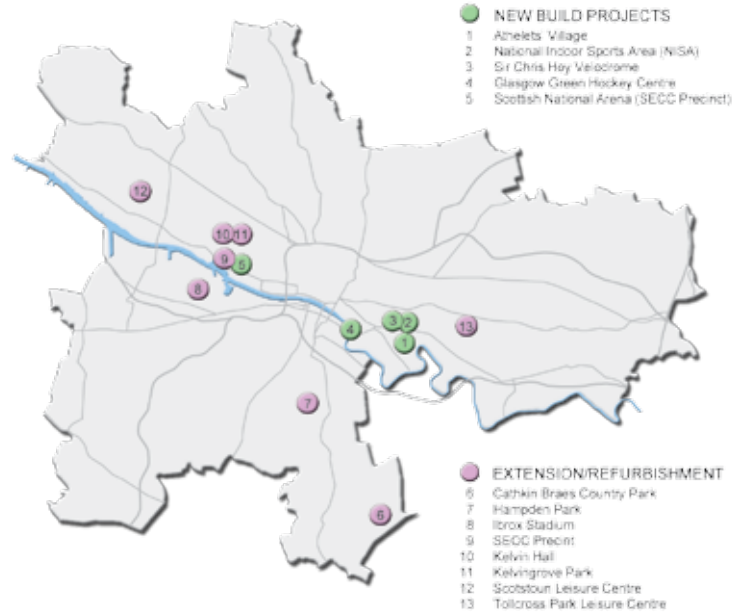 NEW BUILD PROJECTS
1 Athelets' Village
2 National Indoor Sports Area (NISA)
3 Sir Chris Hoy Velodrome
4 Glasgow Green Hockey Centre
5 Scottish National Arena (SECC Precinct)
12
10 11
9 5
8
3 2
4
13
1
7
6
EXTENSION/REFURBISHMENT
6 Cathkin Braes Country Park
7 Hampden Park
8 Ibrox Stadium
9 SECC Precint
10 Kelvin Hall
11 Kelvingrove Park
12 Scotstoun Leisure Centre
13 Tollcross Park Leisure Centre